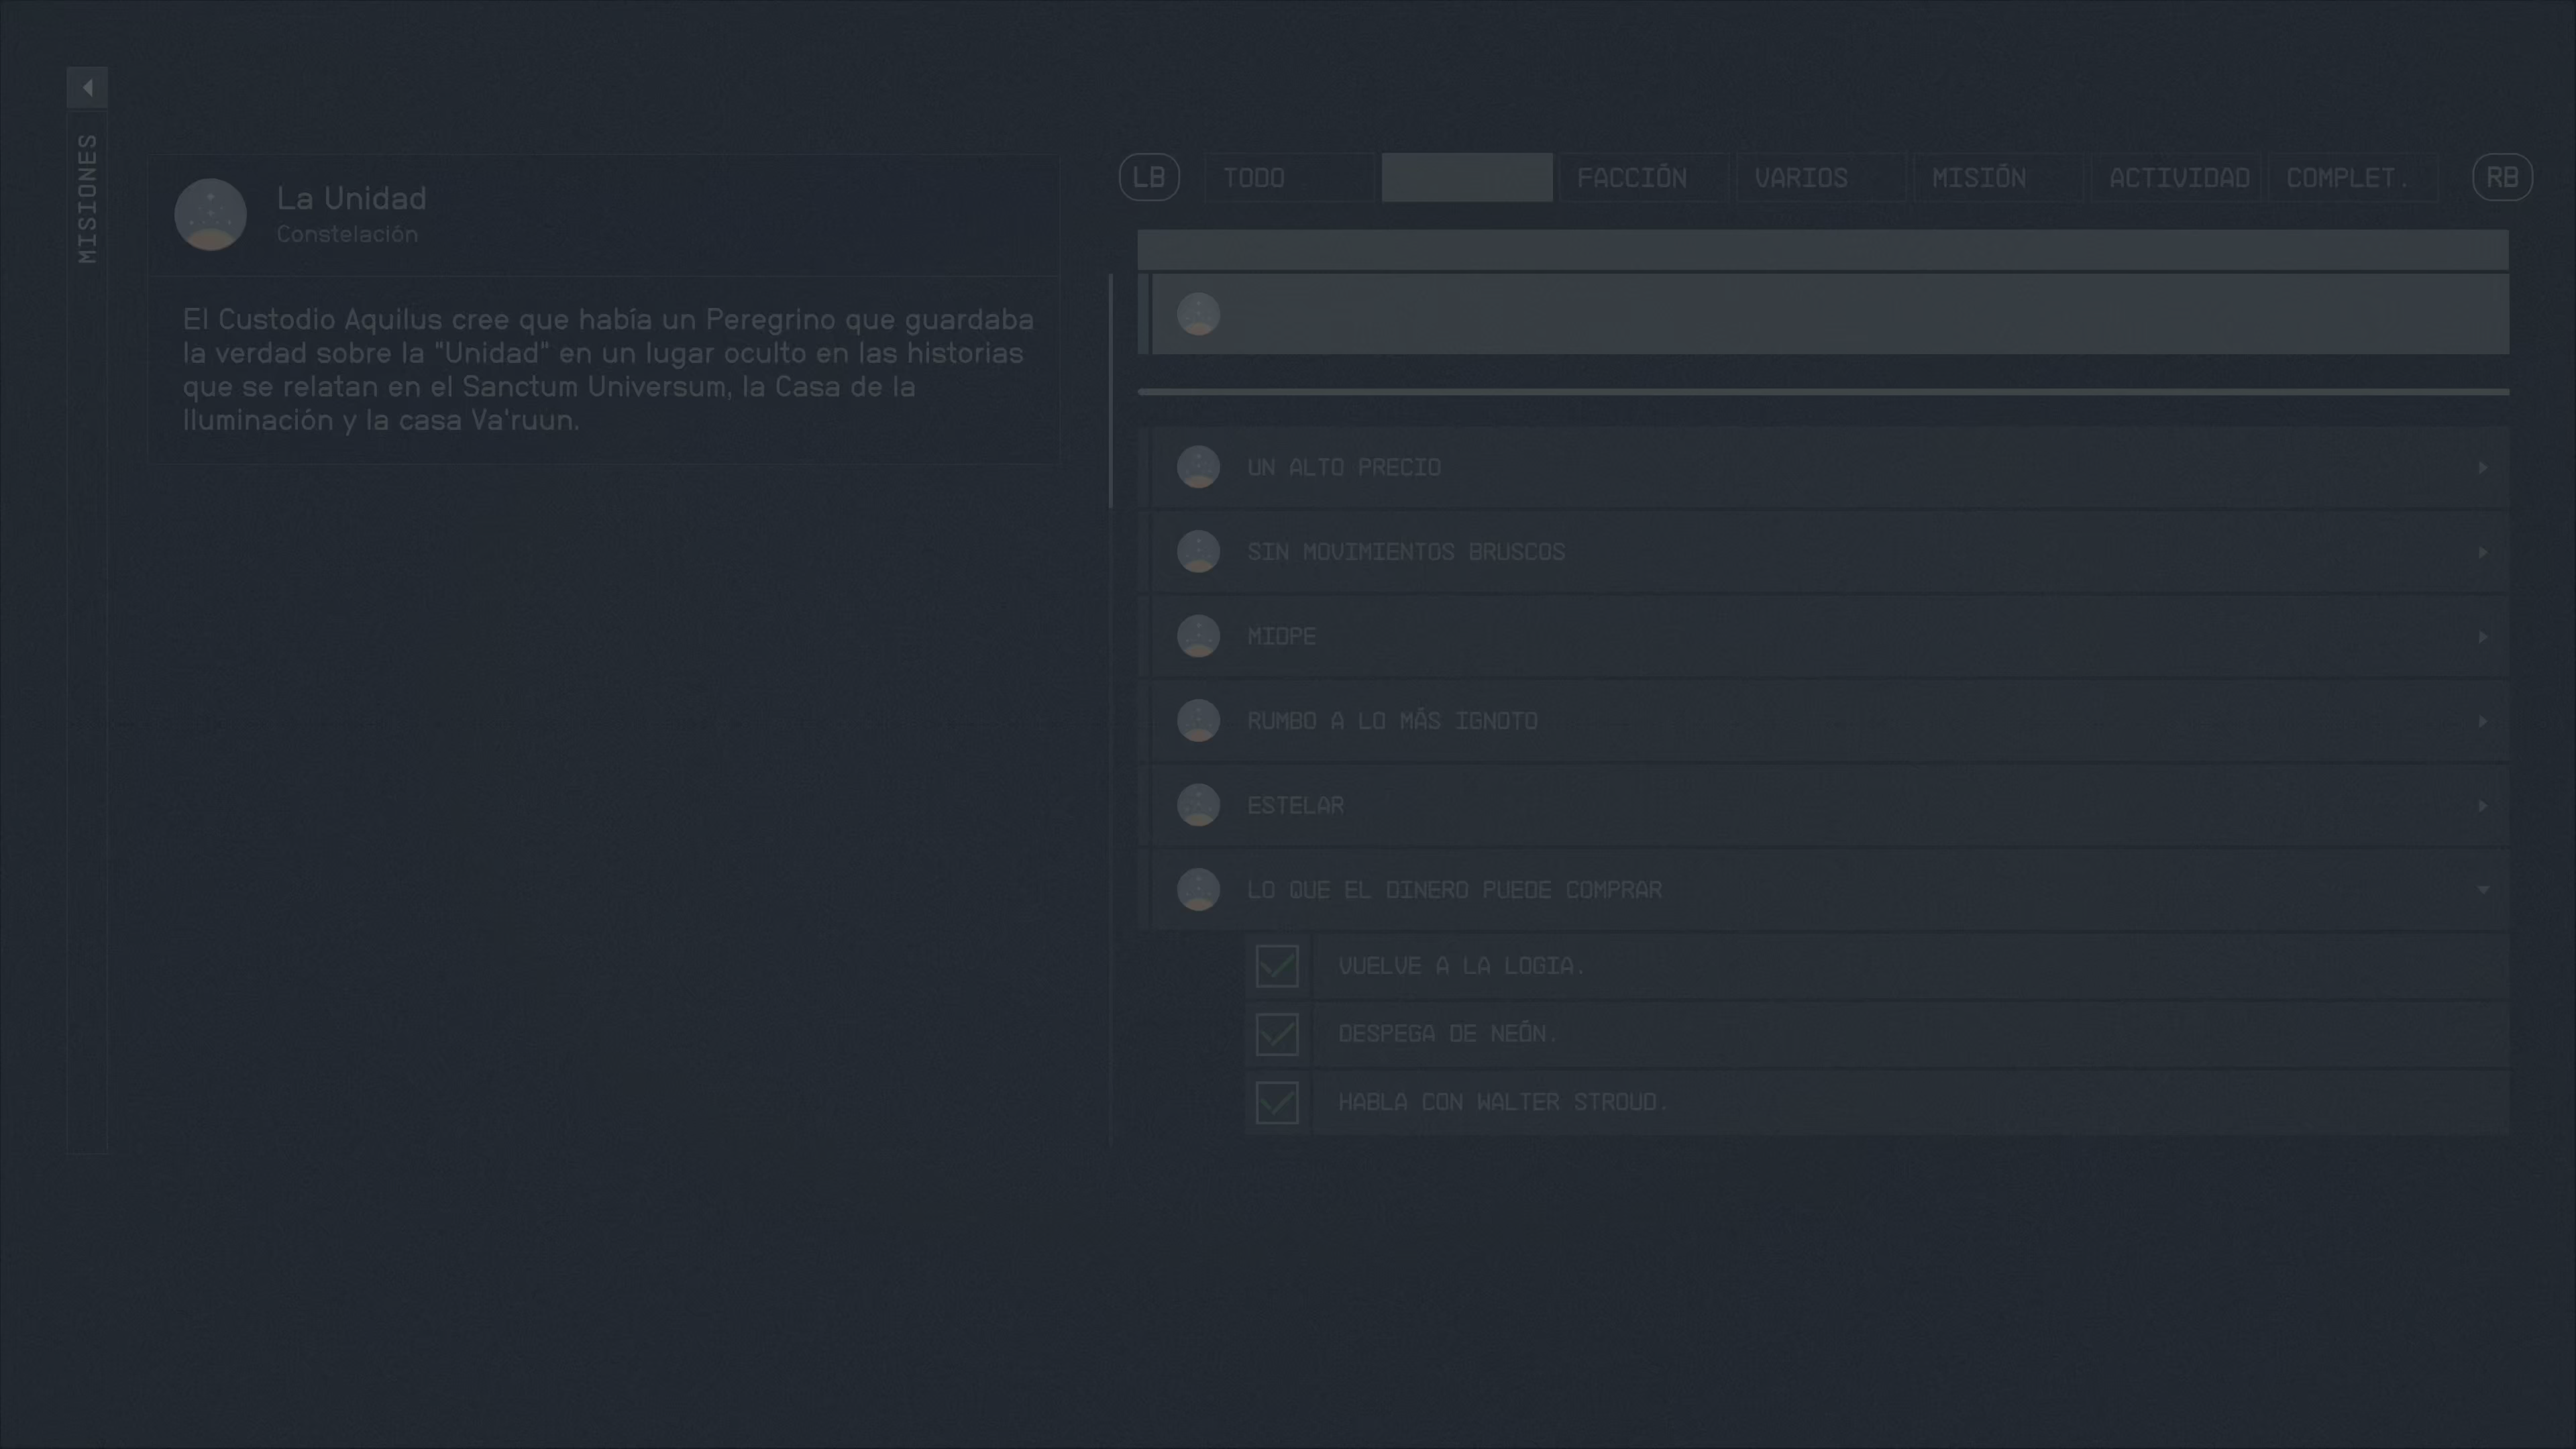 MISIONES
La Unidad
Constelación
El Custodio Aquilus cree que había un Peregrino que guardaba
la verdad sobre la "Unidad" en un lugar oculto en las historias
que se relatan en el Sanctum Universum, la Casa de la
Iluminación y la casa Va'ruun.
LB TODO FACCIÓN VARIOS MISIÓN ACTIVIDAD COMPLET. RB
UN ALTO PRECIO
SIN MOVIMIENTOS BRUSCOS
MIOPE
RUMBO A LO MÁS IGNOTO
ESTELAR
LO QUE EL DINERO PUEDE COMPRAR
VUELVE A LA LOGIA.
DESPEGA DE NEÓN.
HABLA CON WALTER STROUD.